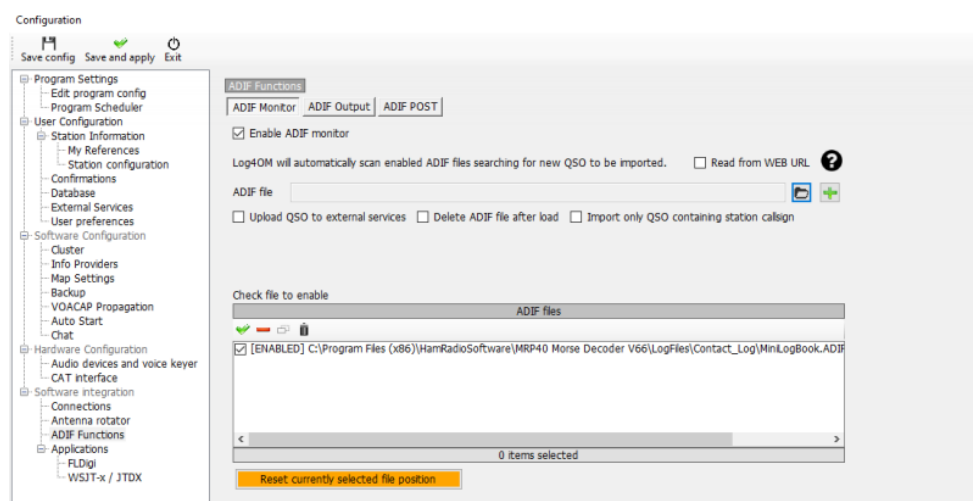 Configuration
Save config Save and apply Exit
Program Settings
Edit program config
Program Scheduler
User Configuration
Station Information
My References
Station configuration
Confirmations
Database
External Services
User preferences
Software Configuration
Cluster
Info Providers
Map Settings
Backup
VOACAP Propagation
Auto Start
Chat
Hardware Configuration
Audio devices and voice keyer
CAT interface
Software integration
Connections
Antenna rotator
ADIF Functions
Applications
FLDigi
WSJT-x / JTDX
ADIF Functions
ADIF Monitor ADIF Output ADIF POST
Enable ADIF monitor
Log4OM will automatically scan enabled ADIF files searching for new QSO to be imported. Read from WEB URL ?
ADIF file
Upload QSO to external services Delete ADIF file after load Import only QSO containing station callsign
Check file to enable
ADIF files
[ENABLED] C:\Program Files (x86)\HamRadioSoftware\MRP40 Morse Decoder V66\LogFiles\Contact_Log\MiniLogBook.ADIF
0 items selected
Reset currently selected file position